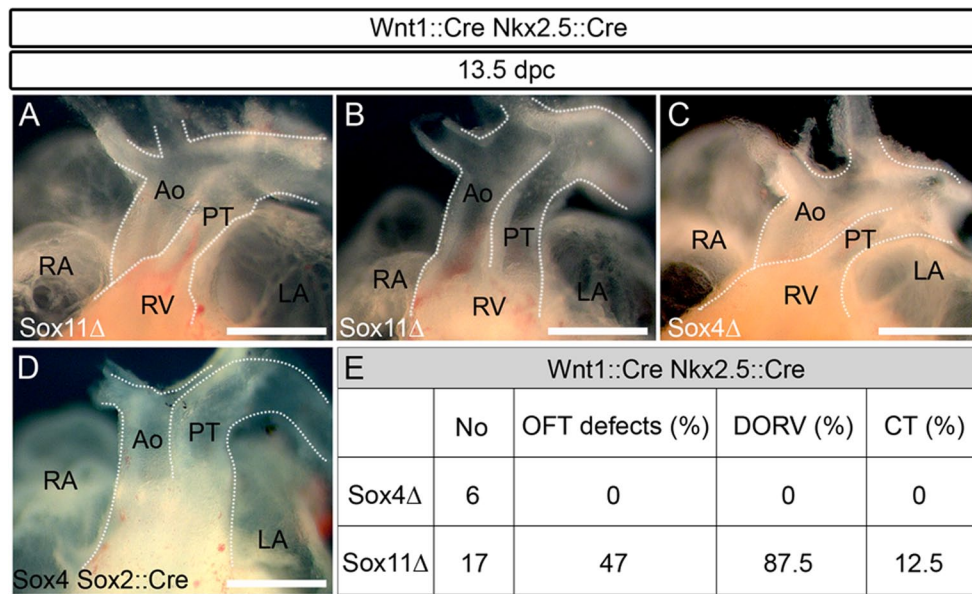 Wnt1::Cre Nkx2.5::Cre
13.5 dpc
A
Ao
PT
RA
RV
LA
Sox11Δ
B
Ao
PT
RA
RV
LA
Sox11Δ
C
Ao
RA
PT
RV
LA
Sox4Δ
D
Ao
PT
RA
LA
Sox4 Sox2::Cre
E Wnt1::Cre Nkx2.5::Cre
No OFT defects (%) DORV (%) CT (%)
Sox4Δ 6 0 0 0
Sox11Δ 17 47 87.5 12.5